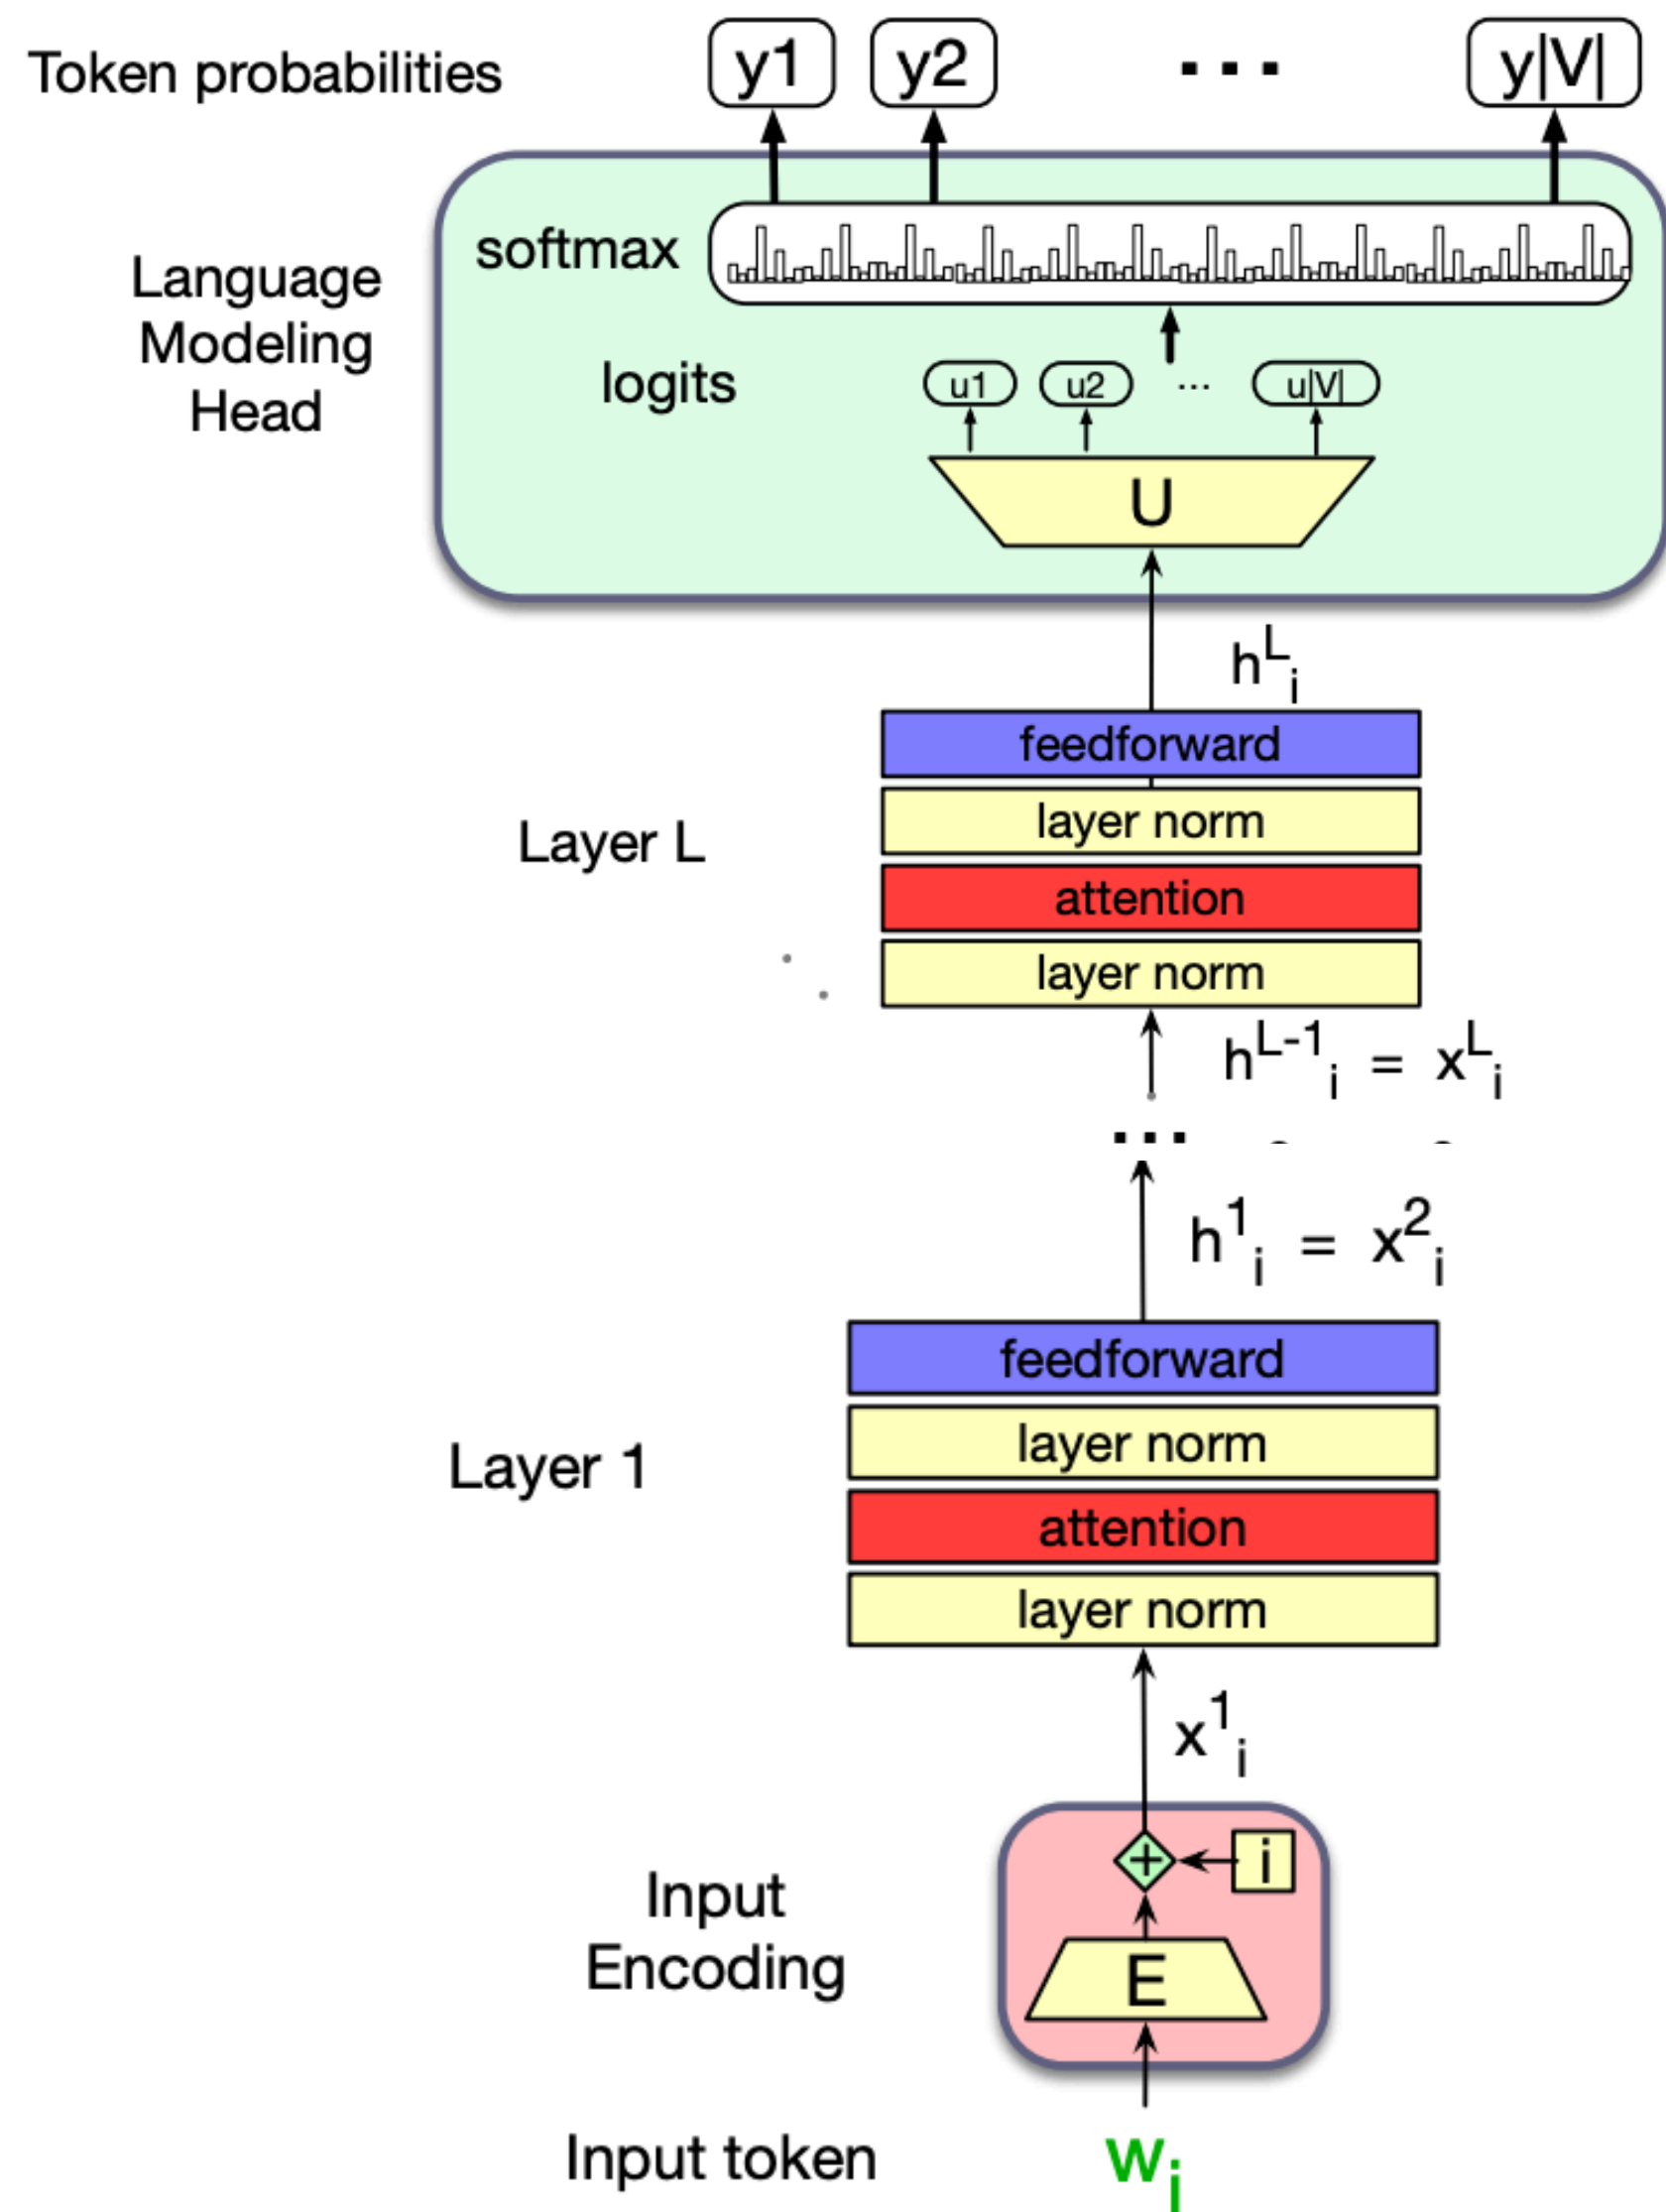 Token probabilities y1 y2 ... y|V|
Language
Modeling
Head
softmax
logits u1 u2 ... u|V|
U
h^L_i
Layer L
feedforward
layer norm
attention
layer norm
h^{L-1}_i = x^L_i
...
h^1_i = x^2_i
Layer 1
feedforward
layer norm
attention
layer norm
x^1_i
Input
Encoding
+ i
E
Input token w_i